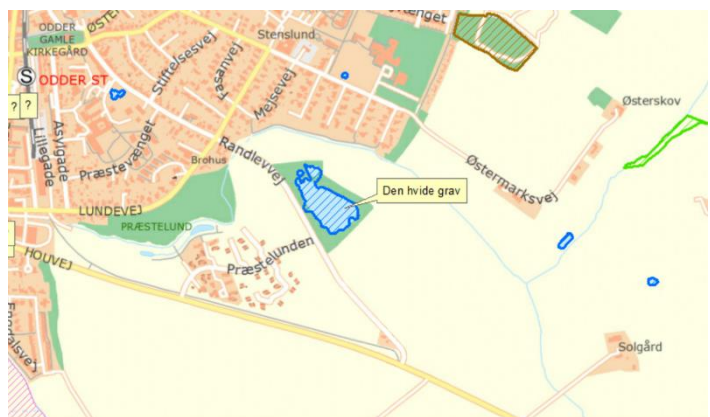 ODDER
GAMLE
KIRKEGÅRD
Stenslund
S
ODDER ST
?
?
Lillegade
Asylgade
Stiftelsesvej
Fasanvej
Mejsevej
Præstevænget
Brohus
Randlevvej
Østerskov
Østermarksvej
Den hvide grav
LUNDEVEJ
PRÆSTELUND
Præstelunden
HOUVEJ
Solgård